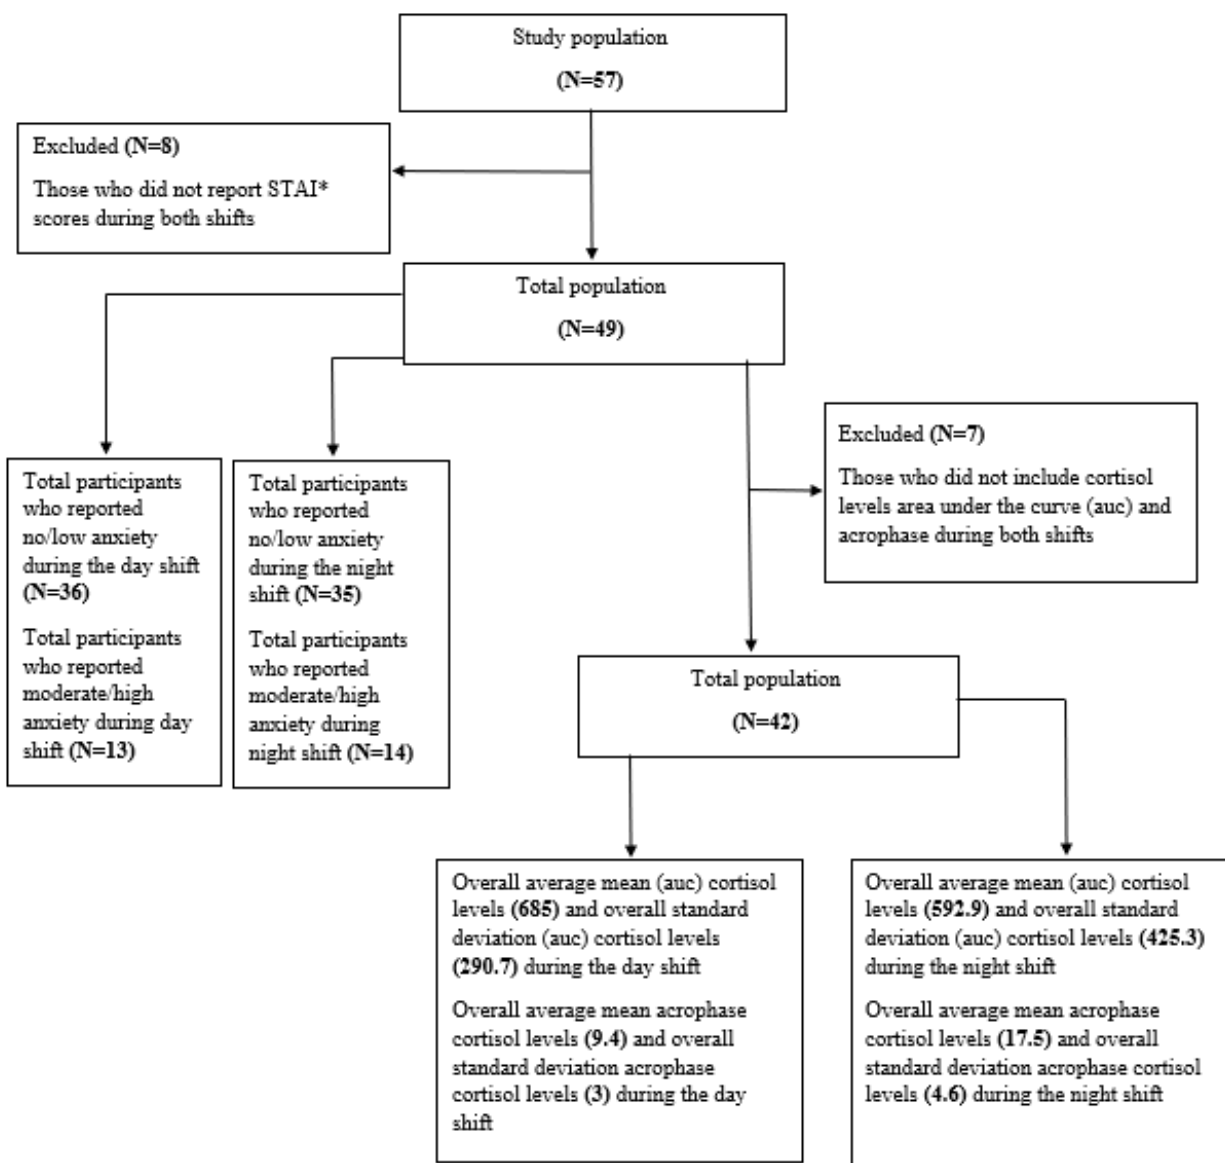 Study population
(N=57)
Excluded (N=8)
Those who did not report STAI*
scores during both shifts
Total population
(N=49)
Excluded (N=7)
Those who did not include cortisol
levels area under the curve (auc) and
acrophase during both shifts
Total participants
who reported
no/low anxiety
during the day shift
(N=36)
Total participants
who reported
moderate/high
anxiety during day
shift (N=13)
Total participants
who reported
no/low anxiety
during the night
shift (N=35)
Total participants
who reported
moderate/high
anxiety during
night shift (N=14)
Total population
(N=42)
Overall average mean (auc) cortisol
levels (685) and overall standard
deviation (auc) cortisol levels
(290.7) during the day shift
Overall average mean acrophase
cortisol levels (9.4) and overall
standard deviation acrophase
cortisol levels (3) during the day
shift
Overall average mean (auc) cortisol
levels (592.9) and overall standard
deviation (auc) cortisol levels (425.3)
during the night shift
Overall average mean acrophase
cortisol levels (17.5) and overall
standard deviation acrophase cortisol
levels (4.6) during the night shift